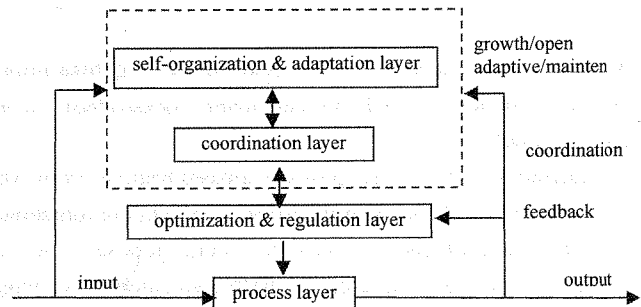 growth/open
adaptive/mainten
self-organization & adaptation layer
coordination layer
coordination
optimization & regulation layer
feedback
input
process layer
output